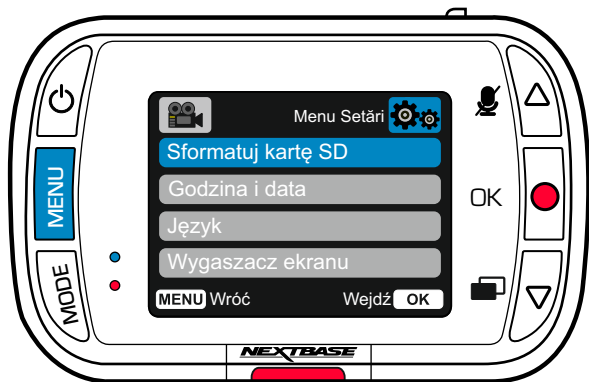 Menu Setări
Sformatuj kartę SD
Godzina i data
Język
Wygaszacz ekranu
MENU Wróć Wejdź OK
MENU
MODE
OK
NEXTBASE